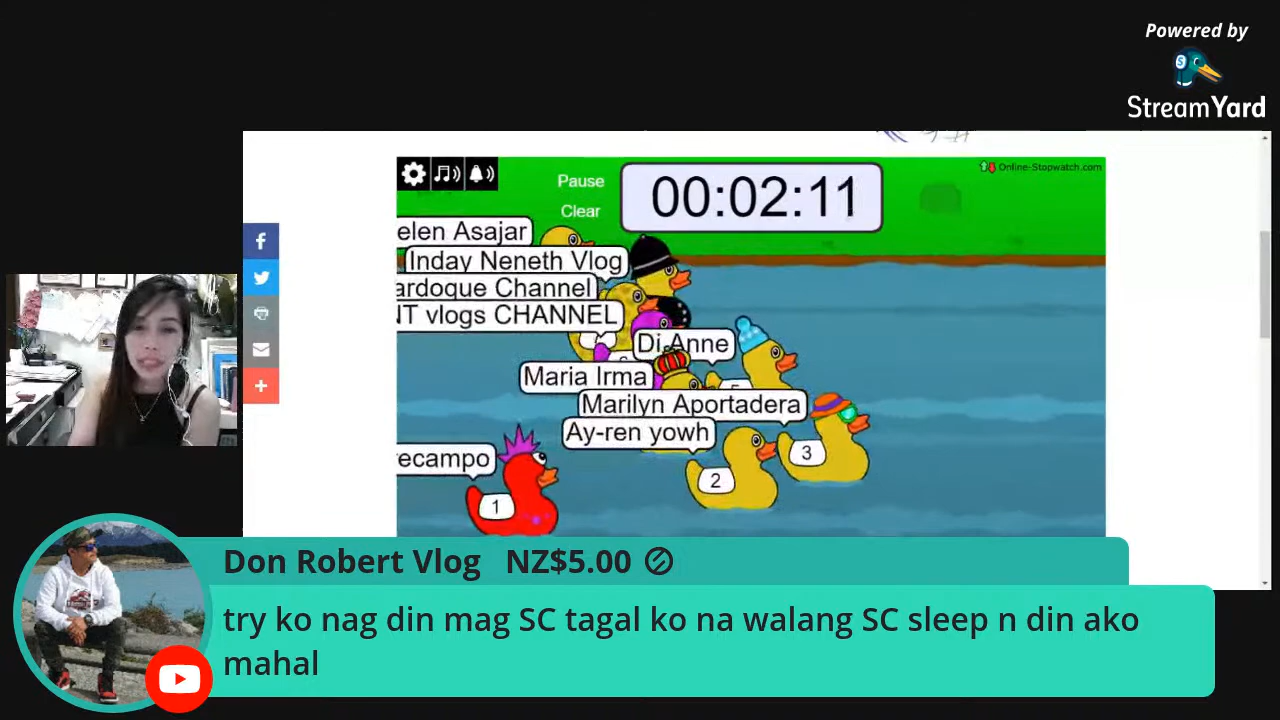 Powered by
StreamYard
Pause
Clear
00:02:11
Online-Stopwatch.com
elen Asajar
Inday Neneth Vlog
ardoque Channel
NT vlogs CHANNEL
Di Anne
Maria Irma
Marilyn Aportadera
Ay-ren yowh
recampo
1
2
3
Don Robert Vlog NZ$5.00
try ko nag din mag SC tagal ko na walang SC sleep n din ako
mahal